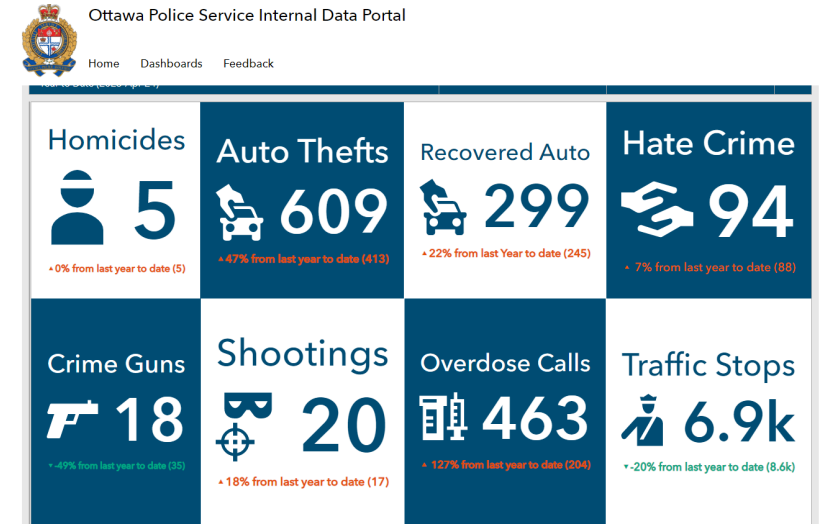 Ottawa Police Service Internal Data Portal
Home Dashboards Feedback
Homicides
5
▲0% from last year to date (5)
Auto Thefts
609
▲47% from last year to date (413)
Recovered Auto
299
▲22% from last Year to date (245)
Hate Crime
94
▲ 7% from last year to date (88)
Crime Guns
18
▼-49% from last year to date (35)
Shootings
20
▲18% from last year to date (17)
Overdose Calls
463
▲ 127% from last year to date (204)
Traffic Stops
6.9k
▼-20% from last year to date (8.6k)